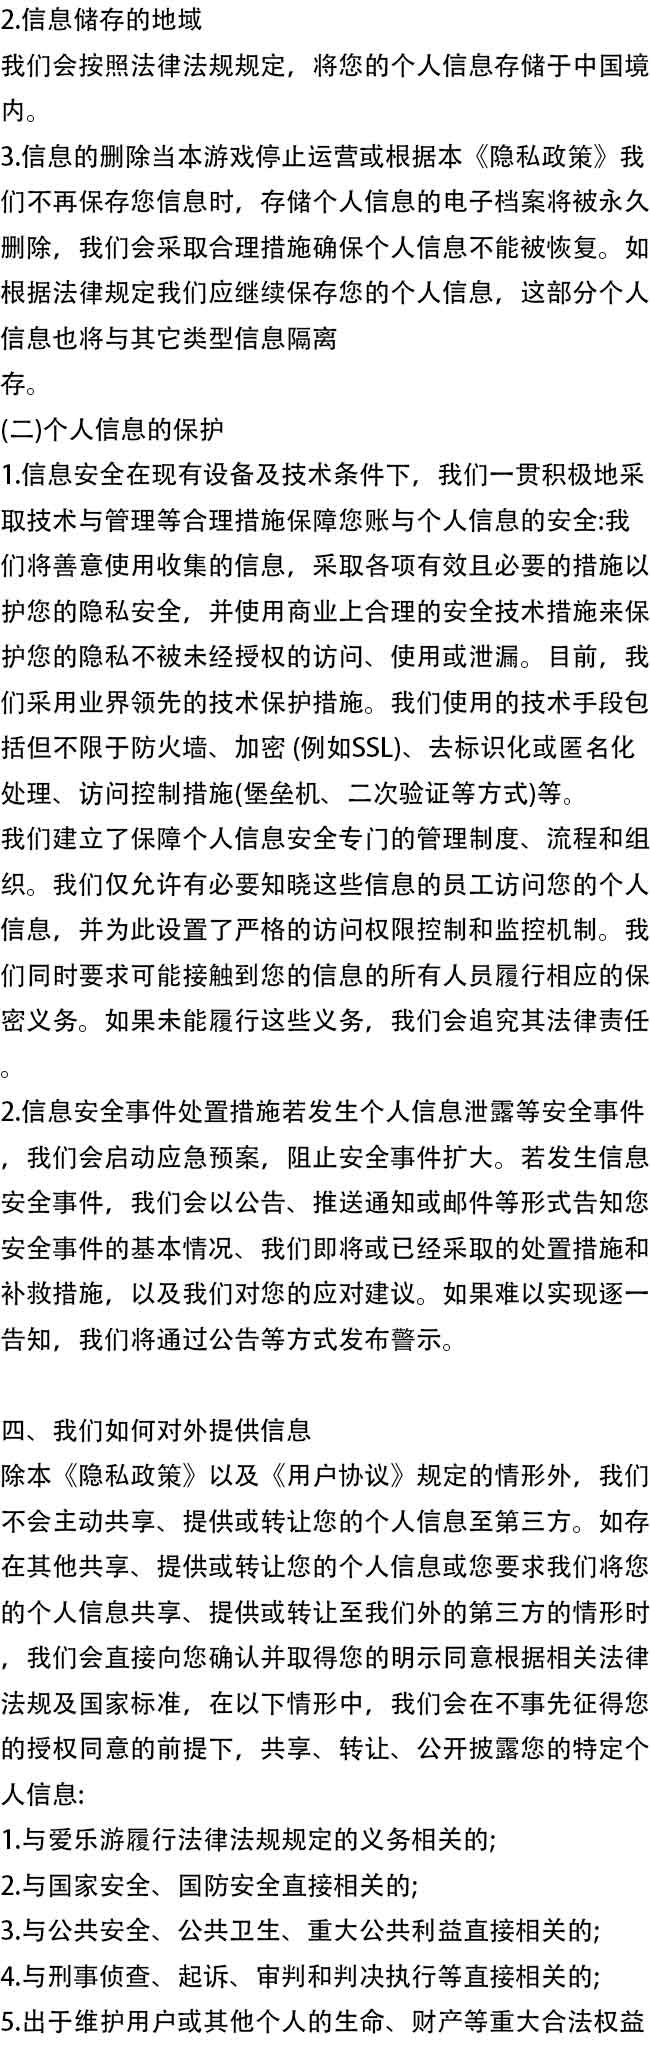 2.信息储存的地域
我们会按照法律法规规定，将您的个人信息存储于中国境
内。
3.信息的删除当本游戏停止运营或根据本《隐私政策》我
们不再保存您信息时，存储个人信息的电子档案将被永久
删除，我们会采取合理措施确保个人信息不能被恢复。如
根据法律规定我们应继续保存您的个人信息，这部分个人
信息也将与其它类型信息隔离
存。
(二)个人信息的保护
1.信息安全在现有设备及技术条件下，我们一贯积极地采
取技术与管理等合理措施保障您账与个人信息的安全:我
们将善意使用收集的信息，采取各项有效且必要的措施以
护您的隐私安全，并使用商业上合理的安全技术措施来保
护您的隐私不被未经授权的访问、使用或泄漏。目前，我
们采用业界领先的技术保护措施。我们使用的技术手段包
括但不限于防火墙、加密 (例如SSL)、去标识化或匿名化
处理、访问控制措施(堡垒机、二次验证等方式)等。
我们建立了保障个人信息安全专门的管理制度、流程和组
织。我们仅允许有必要知晓这些信息的员工访问您的个人
信息，并为此设置了严格的访问权限控制和监控机制。我
们同时要求可能接触到您的信息的所有人员履行相应的保
密义务。如果未能履行这些义务，我们会追究其法律责任
。
2.信息安全事件处置措施若发生个人信息泄露等安全事件
，我们会启动应急预案，阻止安全事件扩大。若发生信息
安全事件，我们会以公告、推送通知或邮件等形式告知您
安全事件的基本情况、我们即将或已经采取的处置措施和
补救措施，以及我们对您的应对建议。如果难以实现逐一
告知，我们将通过公告等方式发布警示。
四、我们如何对外提供信息
除本《隐私政策》以及《用户协议》规定的情形外，我们
不会主动共享、提供或转让您的个人信息至第三方。如存
在其他共享、提供或转让您的个人信息或您要求我们将您
的个人信息共享、提供或转让至我们外的第三方的情形时
，我们会直接向您确认并取得您的明示同意根据相关法律
法规及国家标准，在以下情形中，我们会在不事先征得您
的授权同意的前提下，共享、转让、公开披露您的特定个
人信息:
1.与爱乐游履行法律法规规定的义务相关的;
2.与国家安全、国防安全直接相关的;
3.与公共安全、公共卫生、重大公共利益直接相关的;
4.与刑事侦查、起诉、审判和判决执行等直接相关的;
5.出于维护用户或其他个人的生命、财产等重大合法权益